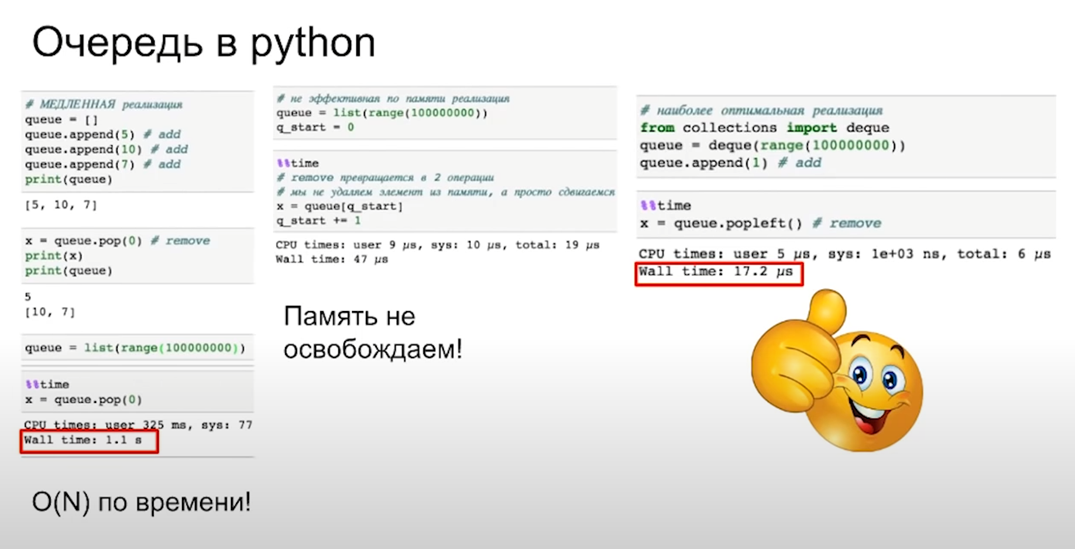 Очередь в python
# МЕДЛЕННАЯ реализация
queue = []
queue.append(5) # add
queue.append(10) # add
queue.append(7) # add
print(queue)
[5, 10, 7]
x = queue.pop(0) # remove
print(x)
print(queue)
5
[10, 7]
queue = list(range(100000000))
%%time
x = queue.pop(0)
CPU times: user 325 ms, sys: 77
Wall time: 1.1 s
O(N) по времени!
# не эффективная по памяти реализация
queue = list(range(100000000))
q_start = 0
%%time
# remove превращается в 2 операции
# мы не удаляем элемент из памяти, а просто сдвигаемся
x = queue[q_start]
q_start += 1
CPU times: user 9 µs, sys: 10 µs, total: 19 µs
Wall time: 47 µs
Память не
освобождаем!
# наиболее оптимальная реализация
from collections import deque
queue = deque(range(100000000))
queue.append(1) # add
%%time
x = queue.popleft() # remove
CPU times: user 5 µs, sys: 1e+03 ns, total: 6 µs
Wall time: 17.2 µs